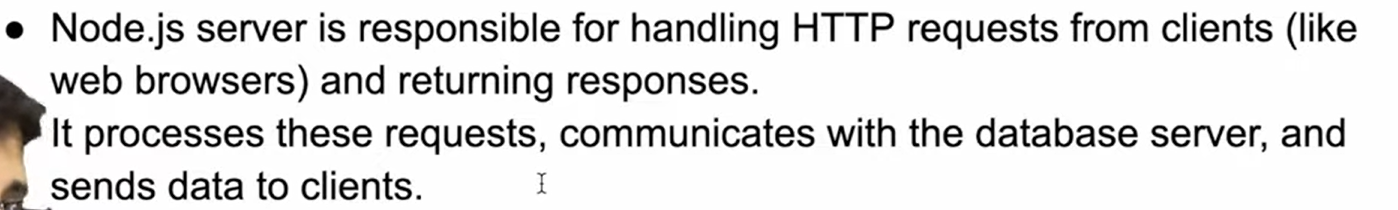 ● Node.js server is responsible for handling HTTP requests from clients (like
web browsers) and returning responses.
It processes these requests, communicates with the database server, and
sends data to clients.